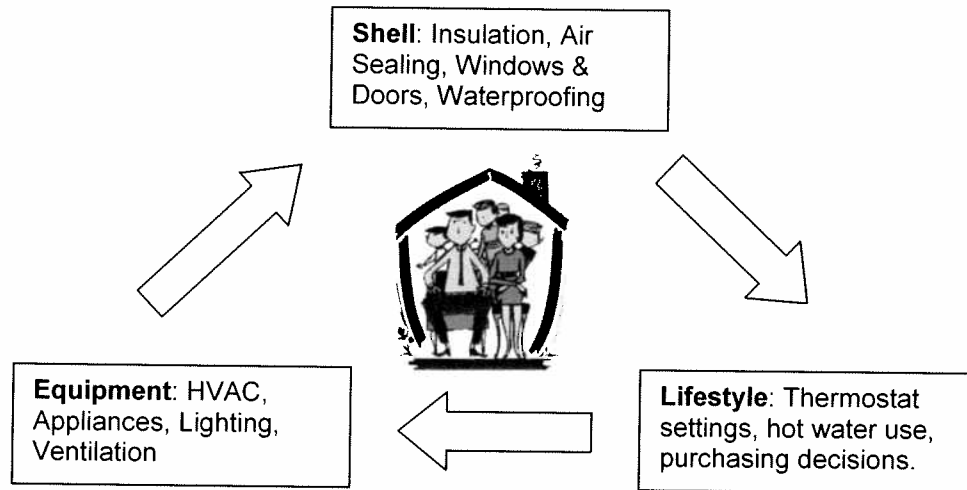 Shell: Insulation, Air
Sealing, Windows &
Doors, Waterproofing
Equipment: HVAC,
Appliances, Lighting,
Ventilation
Lifestyle: Thermostat
settings, hot water use,
purchasing decisions.